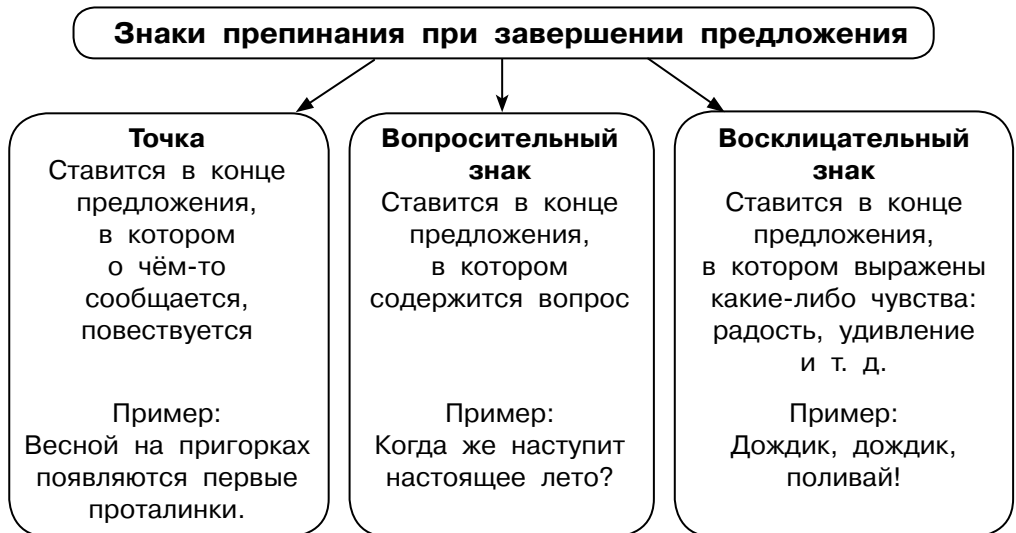 Знаки препинания при завершении предложения
Точка
Ставится в конце
предложения,
в котором
о чём-то
сообщается,
повествуется
Пример:
Весной на пригорках
появляются первые
проталинки.
Вопросительный
знак
Ставится в конце
предложения,
в котором
содержится вопрос
Пример:
Когда же наступит
настоящее лето?
Восклицательный
знак
Ставится в конце
предложения,
в котором выражены
какие-либо чувства:
радость, удивление
и т. д.
Пример:
Дождик, дождик,
поливай!